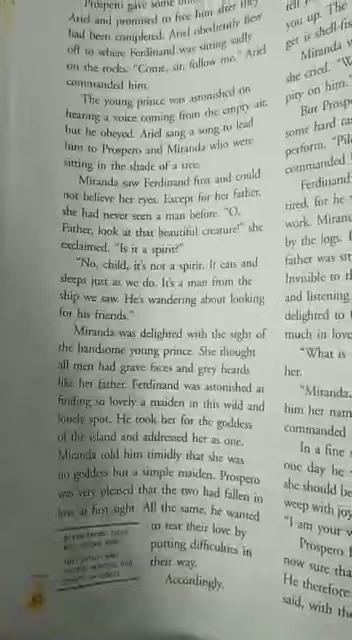 Prospero gave some
Ariel and promised to free him after they
had been completed. Ariel obediently flew
off to where Ferdinand was sitting sadly
on the rocks. "Come, sir, follow me," Ariel
commanded him.
The young prince was astonished on
hearing a voice coming from the empty air,
but he obeyed. Ariel sang a song to lead
him to Prospero and Miranda who were
sitting in the shade of a tree.
Miranda saw Ferdinand first and could
not believe her eyes. Except for her father,
she had never seen a man before. "O,
Father, look at that beautiful creature!" she
exclaimed. "Is it a spirit?"
"No, child, it's not a spirit. It eats and
sleeps just as we do. It's a man from the
ship we saw. He's wandering about looking
for his friends."
Miranda was delighted with the sight of
the handsome young prince. She thought
all men had grave faces and grey beards
like her father. Ferdinand was astonished at
finding so lovely a maiden in this wild and
lonely spot. He took her for the goddess
of the island and addressed her as one.
Miranda told him timidly that she was
no goddess but a simple maiden. Prospero
was very pleased that the two had fallen in
love at first sight. All the same, he wanted
to test their love by
putting difficulties in
their way.
Accordingly,
tell
you up. The
get is shell-fis
Miranda
she cried. "W
pity on him.
But Prosp
some hard tas
perform. "Pil
commanded
Ferdinand
tired, for he
work. Miran
by the logs.
father was sit
Invisible to t
and listening
delighted to
much in love
"What is
her.
"Miranda,
him her nam
commanded
In a fine
one day he
she should be
weep with joy
"I am your
Prospero
now sure tha
He therefore
said, with th